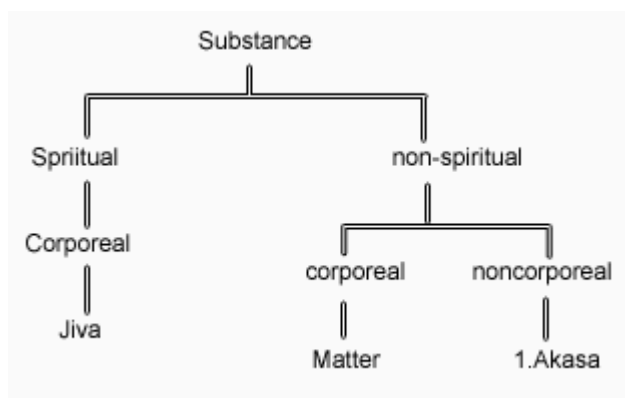 Substance
Spriitual
non-spiritual
Corporeal
corporeal
noncorporeal
Jiva
Matter
1.Akasa